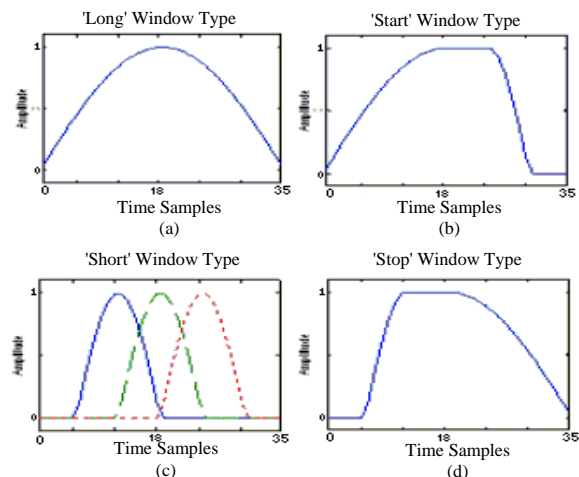 'Long' Window Type
1
Amplitude
0
0 18 35
Time Samples
(a)
'Start' Window Type
1
Amplitude
0
0 18 35
Time Samples
(b)
'Short' Window Type
1
Amplitude
0
0 18 35
Time Samples
(c)
'Stop' Window Type
1
Amplitude
0
0 18 35
Time Samples
(d)